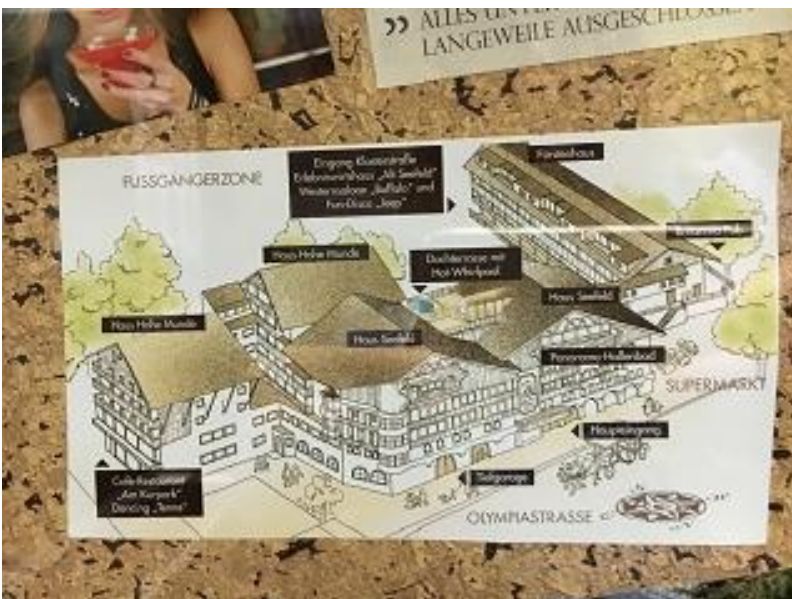 ” ALLES UNTER
LANGEWEILE AUSGESCHLOSSEN
FUSSGÄNGERZONE
Eingang Klosterstraße
Erlebniswirtshaus „Alt Seefeld“
Westernsaloon „Buffalo“ und
Fun-Disco „Jeep“
Fürstenhaus
Haus Hohe Munde
Dachterrasse mit
Hot-Whirlpool
Haus Seefeld
Haus Hohe Munde
Haus Seefeld
Panorama-Hallenbad
SUPERMARKT
Haupteingang
Café-Restaurant
„Am Kurpark“
Dancing „Tenne“
Tiefgarage
OLYMPIASTRASSE